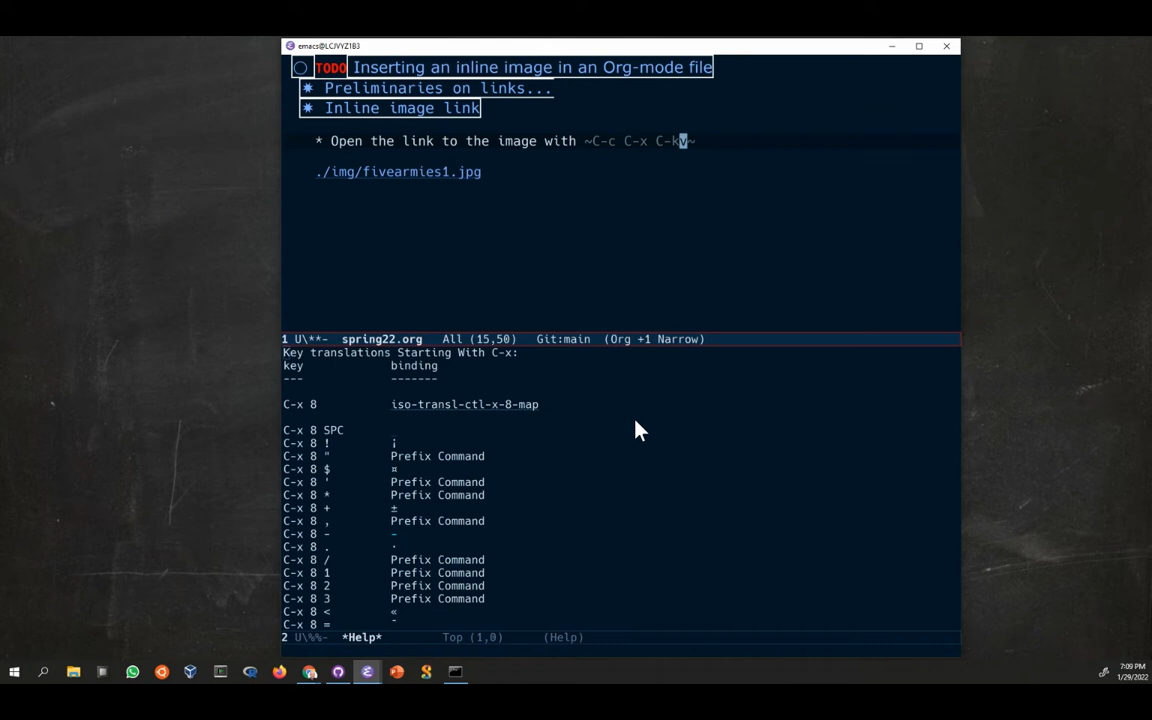 emacs@LCJVYZ1B3
TODO Inserting an inline image in an Org-mode file
Preliminaries on links...
Inline image link
* Open the link to the image with ~C-c C-x C-kv~
./img/fivearmies1.jpg
1 U\**- spring22.org All (15,50) Git:main (Org +1 Narrow)
Key translations Starting With C-x:
key binding
--- -------
C-x 8 iso-transl-ctl-x-8-map
C-x 8 SPC
C-x 8 ! ¡
C-x 8 " Prefix Command
C-x 8 $ ¤
C-x 8 ' Prefix Command
C-x 8 * Prefix Command
C-x 8 + ±
C-x 8 , Prefix Command
C-x 8 - -
C-x 8 . ·
C-x 8 / Prefix Command
C-x 8 1 Prefix Command
C-x 8 2 Prefix Command
C-x 8 3 Prefix Command
C-x 8 < «
C-x 8 = ¯
2 U\%%- *Help* Top (1,0) (Help)
7:09 PM
1/29/2022